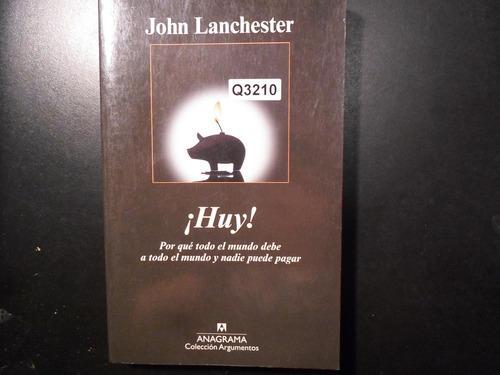 John Lanchester
Q3210
¡Huy!
Por qué todo el mundo debe
a todo el mundo y nadie puede pagar
ANAGRAMA
Colección Argumentos